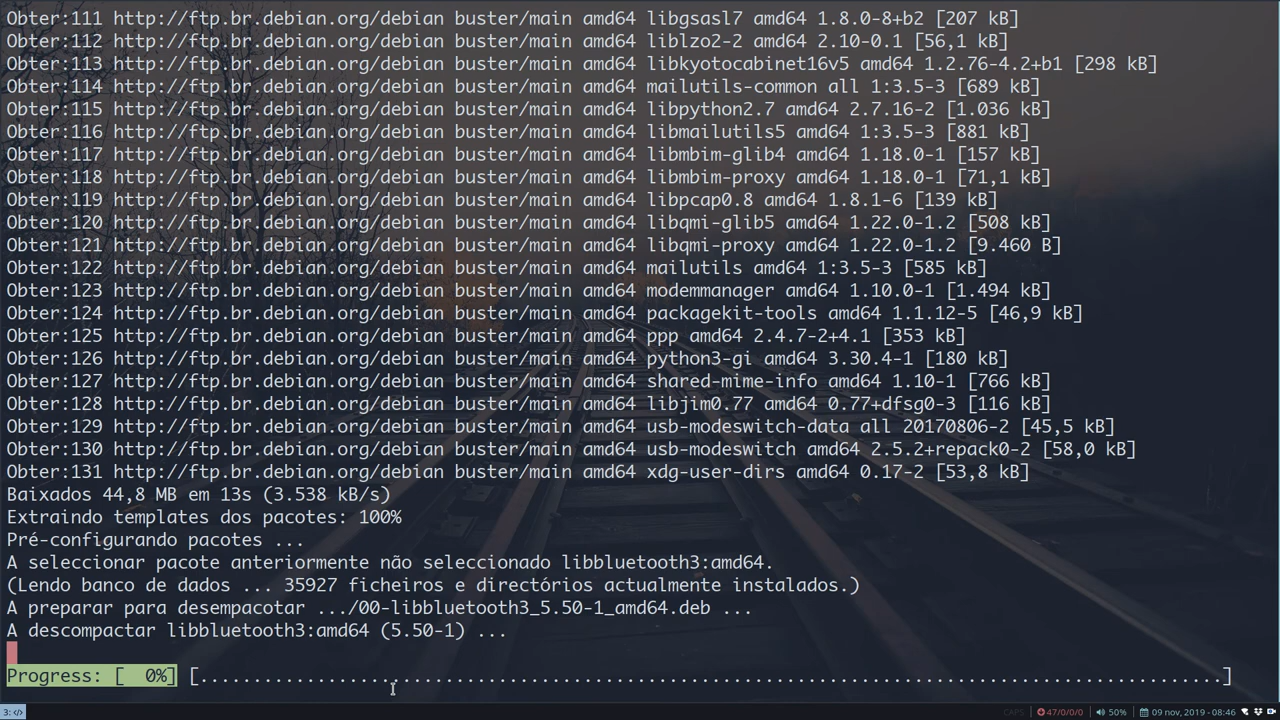 Obter:111 http://ftp.br.debian.org/debian buster/main amd64 libgsasl7 amd64 1.8.0-8+b2 [207 kB]
Obter:112 http://ftp.br.debian.org/debian buster/main amd64 liblzo2-2 amd64 2.10-0.1 [56,1 kB]
Obter:113 http://ftp.br.debian.org/debian buster/main amd64 libkyotocabinet16v5 amd64 1.2.76-4.2+b1 [298 kB]
Obter:114 http://ftp.br.debian.org/debian buster/main amd64 mailutils-common all 1:3.5-3 [689 kB]
Obter:115 http://ftp.br.debian.org/debian buster/main amd64 libpython2.7 amd64 2.7.16-2 [1.036 kB]
Obter:116 http://ftp.br.debian.org/debian buster/main amd64 libmailutils5 amd64 1:3.5-3 [881 kB]
Obter:117 http://ftp.br.debian.org/debian buster/main amd64 libmbim-glib4 amd64 1.18.0-1 [157 kB]
Obter:118 http://ftp.br.debian.org/debian buster/main amd64 libmbim-proxy amd64 1.18.0-1 [71,1 kB]
Obter:119 http://ftp.br.debian.org/debian buster/main amd64 libpcap0.8 amd64 1.8.1-6 [139 kB]
Obter:120 http://ftp.br.debian.org/debian buster/main amd64 libqmi-glib5 amd64 1.22.0-1.2 [508 kB]
Obter:121 http://ftp.br.debian.org/debian buster/main amd64 libqmi-proxy amd64 1.22.0-1.2 [9.460 B]
Obter:122 http://ftp.br.debian.org/debian buster/main amd64 mailutils amd64 1:3.5-3 [585 kB]
Obter:123 http://ftp.br.debian.org/debian buster/main amd64 modemmanager amd64 1.10.0-1 [1.494 kB]
Obter:124 http://ftp.br.debian.org/debian buster/main amd64 packagekit-tools amd64 1.1.12-5 [46,9 kB]
Obter:125 http://ftp.br.debian.org/debian buster/main amd64 ppp amd64 2.4.7-2+4.1 [353 kB]
Obter:126 http://ftp.br.debian.org/debian buster/main amd64 python3-gi amd64 3.30.4-1 [180 kB]
Obter:127 http://ftp.br.debian.org/debian buster/main amd64 shared-mime-info amd64 1.10-1 [766 kB]
Obter:128 http://ftp.br.debian.org/debian buster/main amd64 libjim0.77 amd64 0.77+dfsg0-3 [116 kB]
Obter:129 http://ftp.br.debian.org/debian buster/main amd64 usb-modeswitch-data all 20170806-2 [45,5 kB]
Obter:130 http://ftp.br.debian.org/debian buster/main amd64 usb-modeswitch amd64 2.5.2+repack0-2 [58,0 kB]
Obter:131 http://ftp.br.debian.org/debian buster/main amd64 xdg-user-dirs amd64 0.17-2 [53,8 kB]
Baixados 44,8 MB em 13s (3.538 kB/s)
Extraindo templates dos pacotes: 100%
Pré-configurando pacotes ...
A seleccionar pacote anteriormente não seleccionado libbluetooth3:amd64.
(Lendo banco de dados ... 35927 ficheiros e directórios actualmente instalados.)
A preparar para desempacotar .../00-libbluetooth3_5.50-1_amd64.deb ...
A descompactar libbluetooth3:amd64 (5.50-1) ...
Progress: [  0%] [................................................................................................]
3: </> CAPS 47/0/0/0 50% 09 nov, 2019 - 08:46